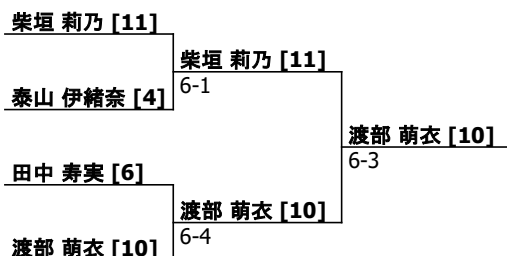 柴垣 莉乃 [11]
柴垣 莉乃 [11]
6-1
泰山 伊緒奈 [4]
渡部 萌衣 [10]
6-3
田中 寿実 [6]
渡部 萌衣 [10]
6-4
渡部 萌衣 [10]